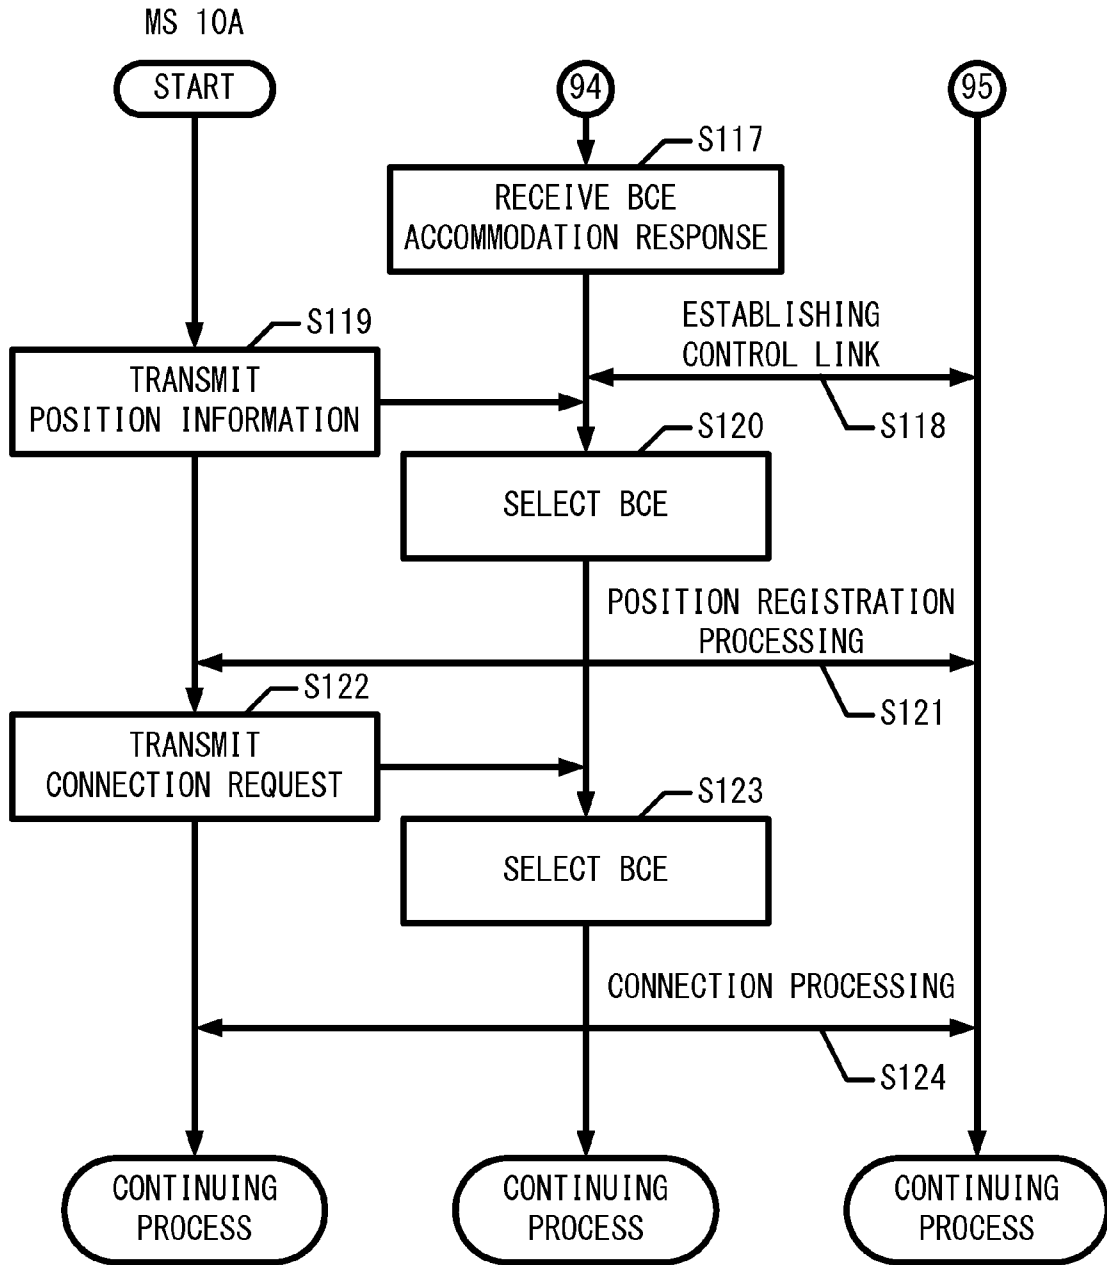 MS 10A
START
94
95
S117
RECEIVE BCE
ACCOMMODATION RESPONSE
ESTABLISHING
CONTROL LINK
S118
S119
TRANSMIT
POSITION INFORMATION
S120
SELECT BCE
POSITION REGISTRATION
PROCESSING
S121
S122
TRANSMIT
CONNECTION REQUEST
S123
SELECT BCE
CONNECTION PROCESSING
S124
CONTINUING
PROCESS
CONTINUING
PROCESS
CONTINUING
PROCESS